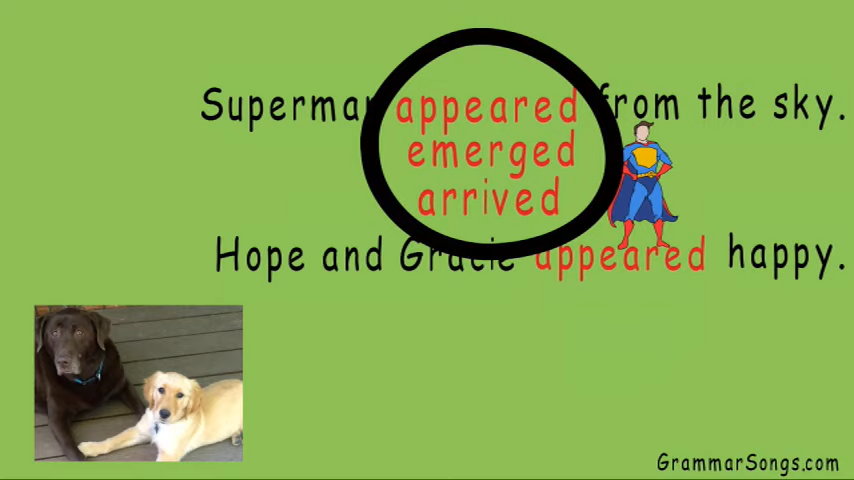 Superman appeared from the sky.
emerged
arrived
Hope and Gracie appeared happy.
GrammarSongs.com